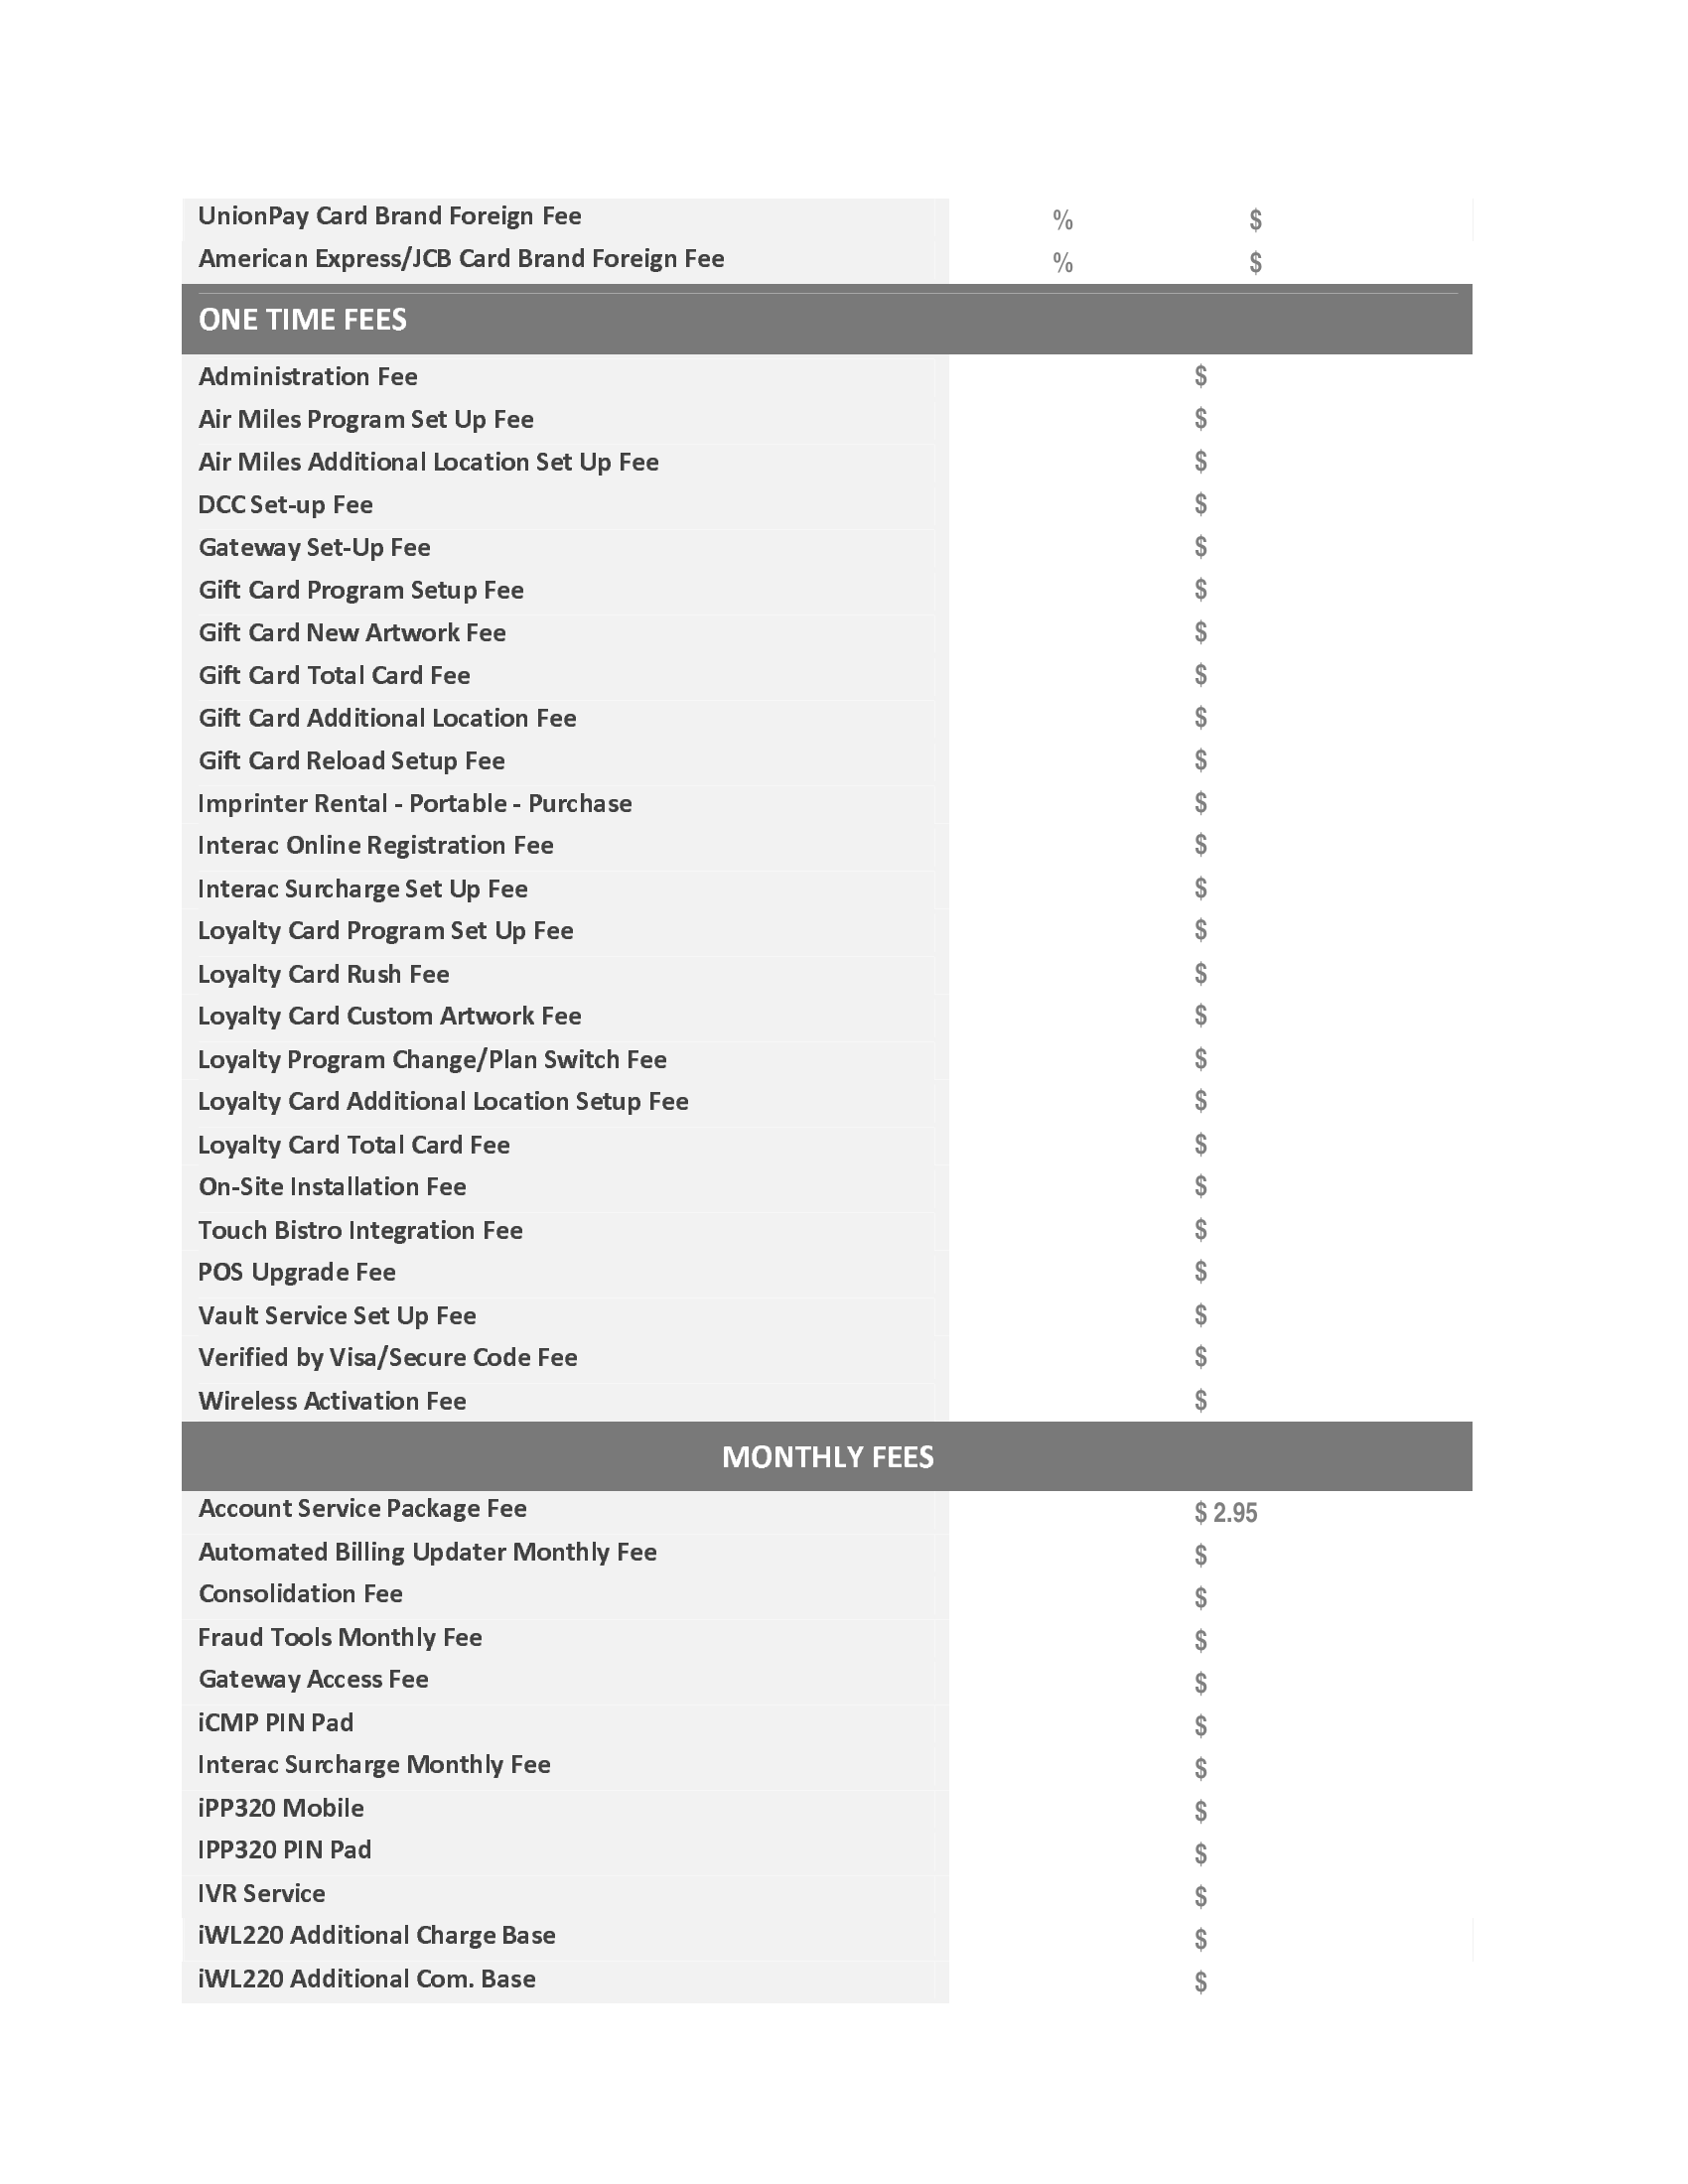 UnionPay Card Brand Foreign Fee % $
American Express/JCB Card Brand Foreign Fee % $
ONE TIME FEES
Administration Fee $
Air Miles Program Set Up Fee $
Air Miles Additional Location Set Up Fee $
DCC Set-up Fee $
Gateway Set-Up Fee $
Gift Card Program Setup Fee $
Gift Card New Artwork Fee $
Gift Card Total Card Fee $
Gift Card Additional Location Fee $
Gift Card Reload Setup Fee $
Imprinter Rental - Portable - Purchase $
Interac Online Registration Fee $
Interac Surcharge Set Up Fee $
Loyalty Card Program Set Up Fee $
Loyalty Card Rush Fee $
Loyalty Card Custom Artwork Fee $
Loyalty Program Change/Plan Switch Fee $
Loyalty Card Additional Location Setup Fee $
Loyalty Card Total Card Fee $
On-Site Installation Fee $
Touch Bistro Integration Fee $
POS Upgrade Fee $
Vault Service Set Up Fee $
Verified by Visa/Secure Code Fee $
Wireless Activation Fee $
MONTHLY FEES
Account Service Package Fee $ 2.95
Automated Billing Updater Monthly Fee $
Consolidation Fee $
Fraud Tools Monthly Fee $
Gateway Access Fee $
iCMP PIN Pad $
Interac Surcharge Monthly Fee $
iPP320 Mobile $
IPP320 PIN Pad $
IVR Service $
iWL220 Additional Charge Base $
iWL220 Additional Com. Base $